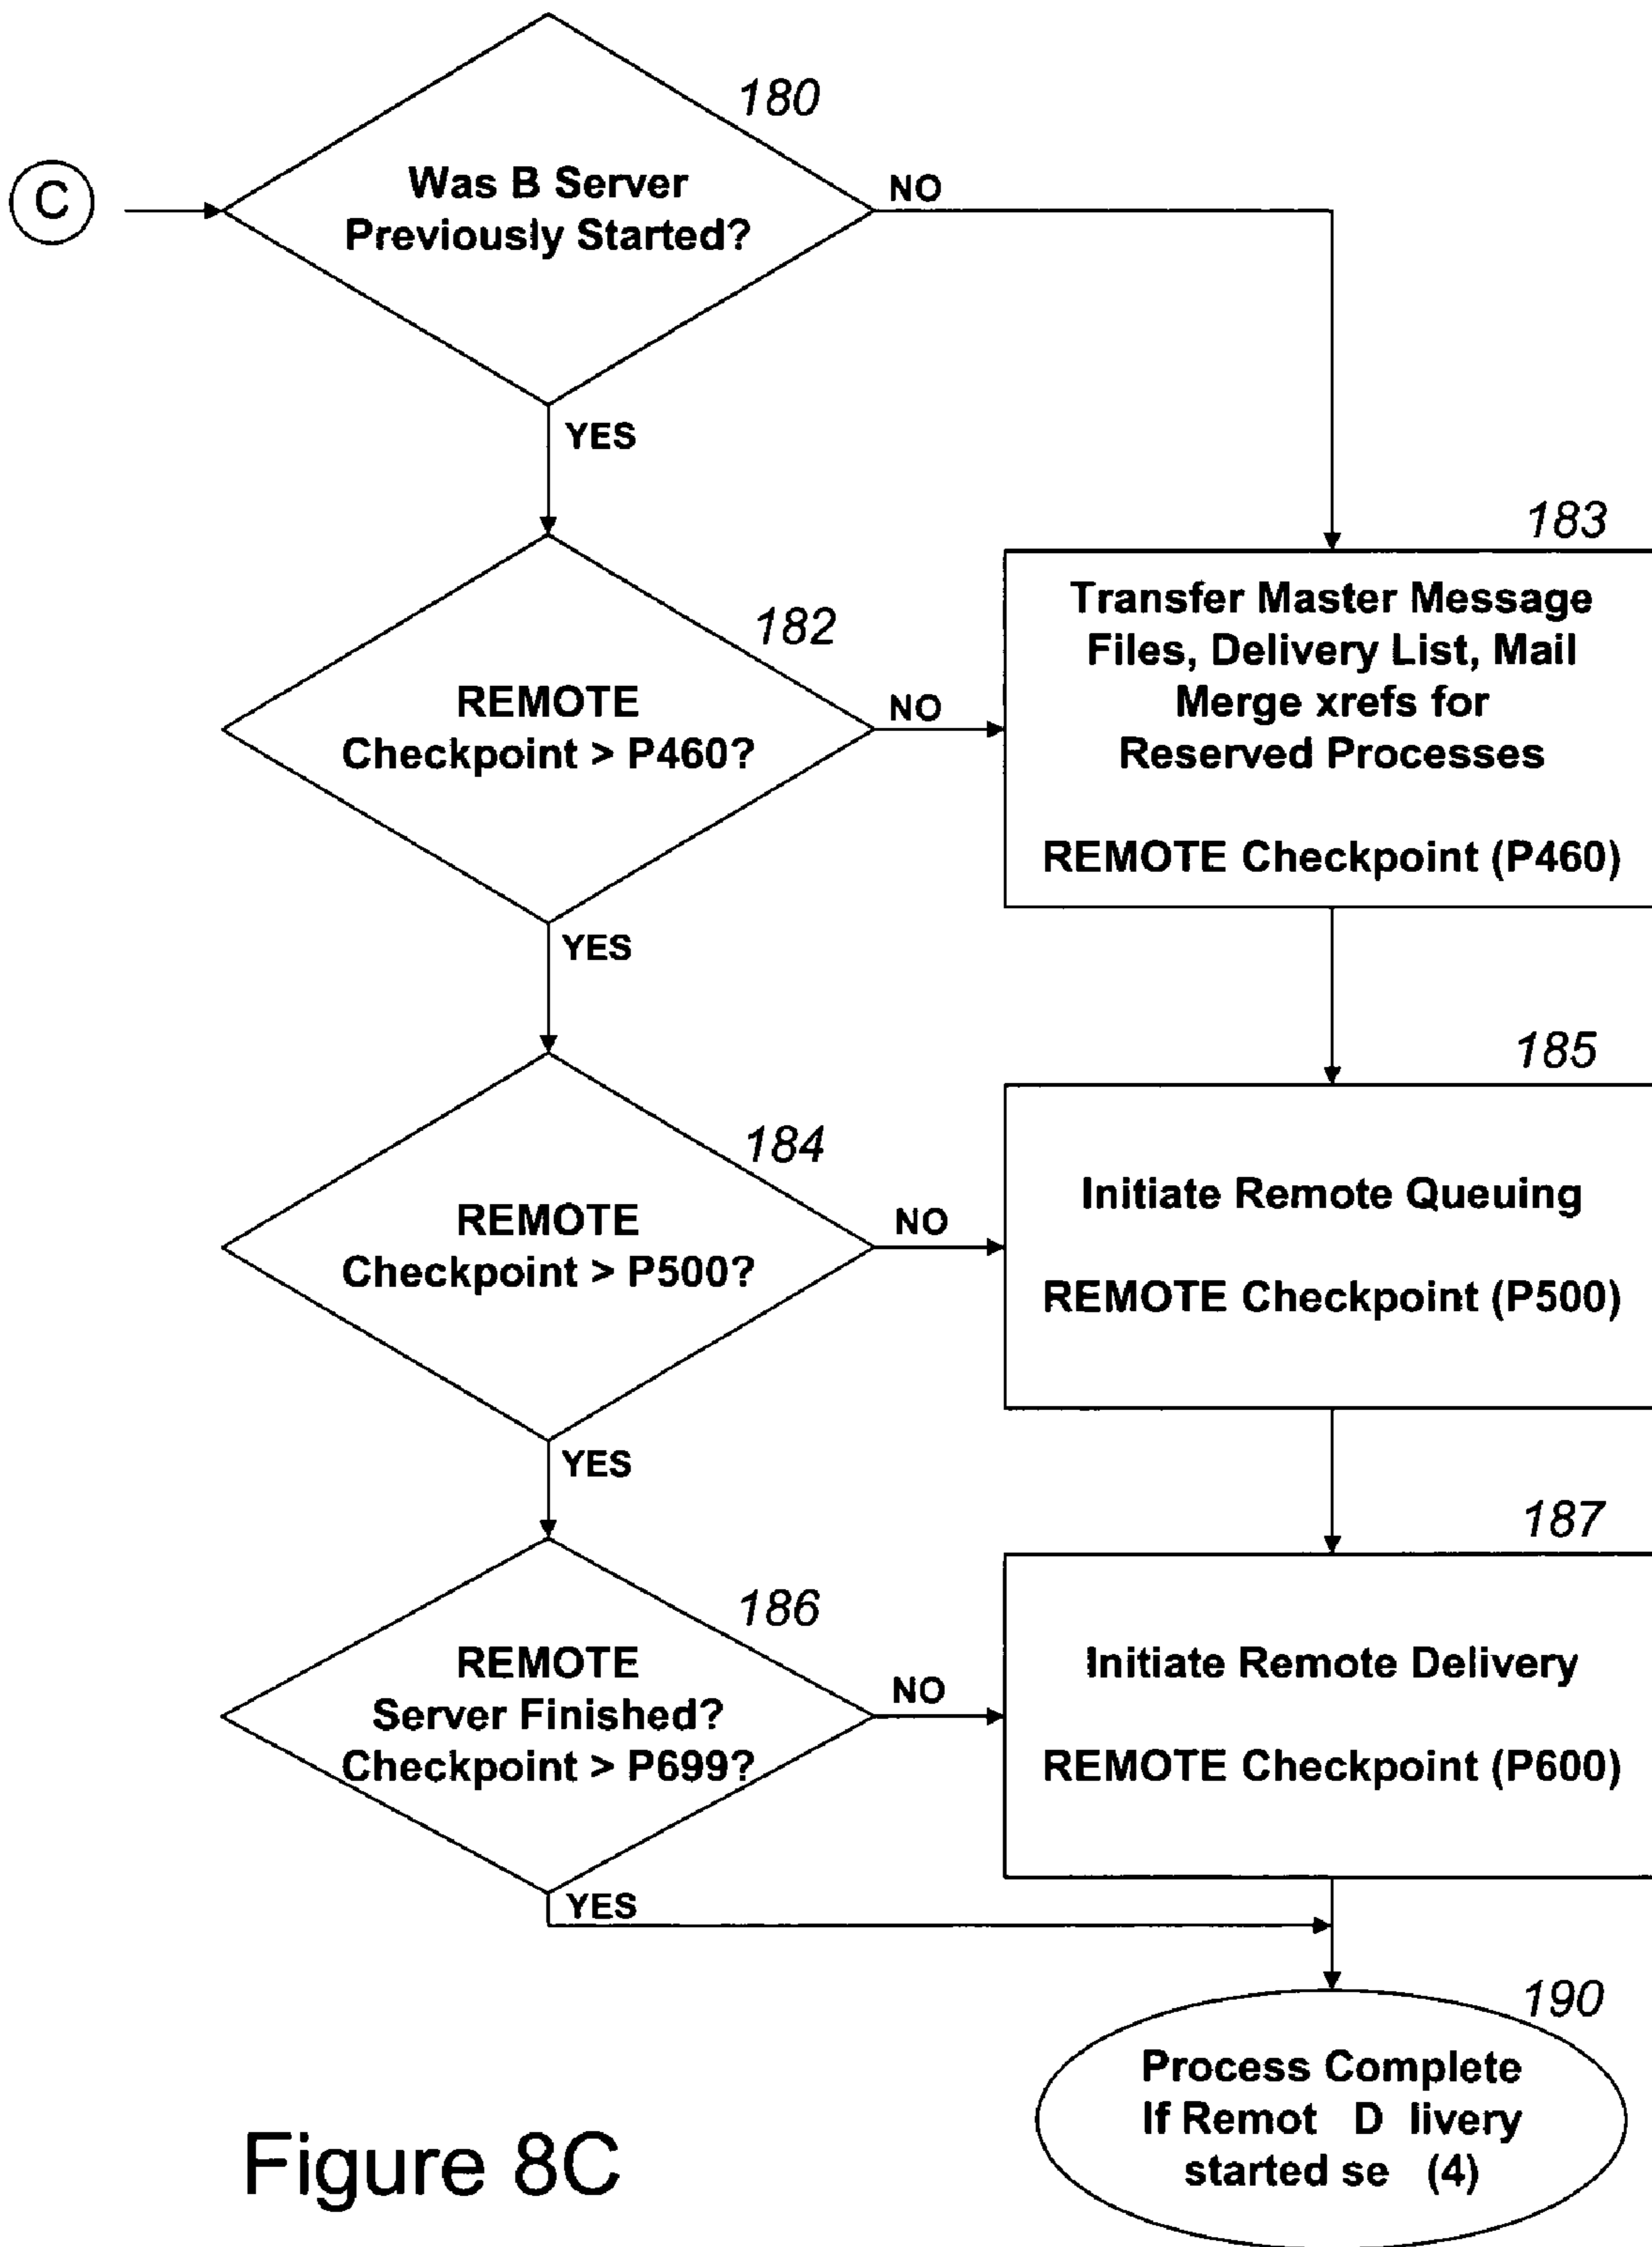 180
C
Was B Server
Previously Started?
NO
YES
183
Transfer Master Message
Files, Delivery List, Mail
Merge xrefs for
Reserved Processes
REMOTE Checkpoint (P460)
182
REMOTE
Checkpoint > P460?
NO
YES
185
Initiate Remote Queuing
REMOTE Checkpoint (P500)
184
REMOTE
Checkpoint > P500?
NO
YES
187
Initiate Remote Delivery
REMOTE Checkpoint (P600)
186
REMOTE
Server Finished?
Checkpoint > P699?
NO
YES
190
Process Complete
If Remot D livery
started se (4)
Figure 8C